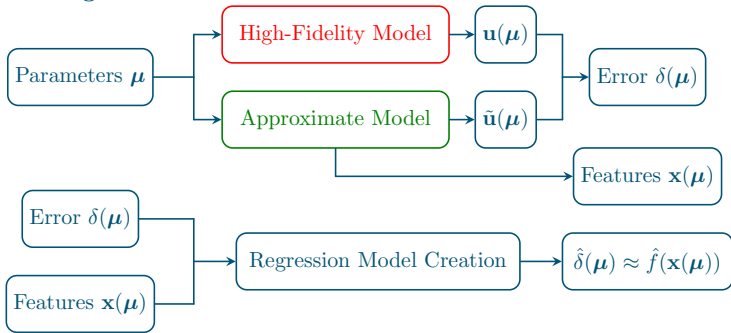 High-Fidelity Model
u(μ)
Parameters μ
Error δ(μ)
Approximate Model
ũ(μ)
Features x(μ)
Error δ(μ)
Regression Model Creation
δ̂(μ) ≈ f̂(x(μ))
Features x(μ)